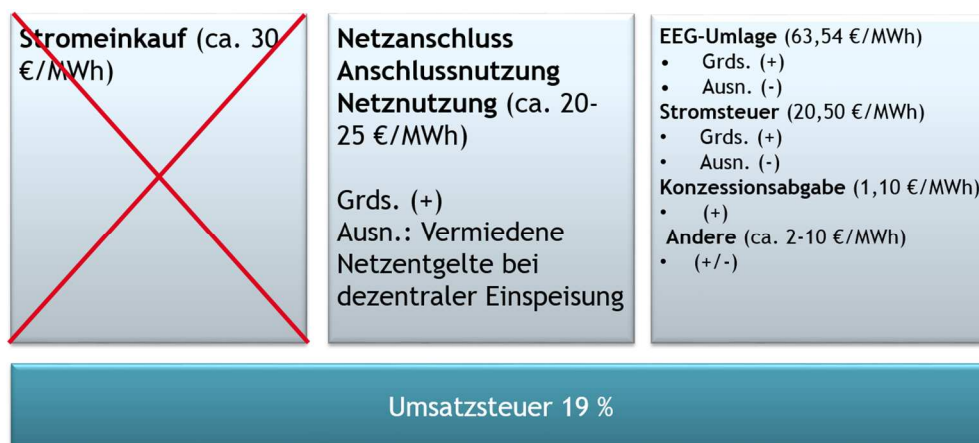 Stromeinkauf (ca. 30
€/MWh)
Netzanschluss
Anschlussnutzung
Netznutzung (ca. 20-
25 €/MWh)
Grds. (+)
Ausn.: Vermiedene
Netzentgelte bei
dezentraler Einspeisung
EEG-Umlage (63,54 €/MWh)
• Grds. (+)
• Ausn. (-)
Stromsteuer (20,50 €/MWh)
• Grds. (+)
• Ausn. (-)
Konzessionsabgabe (1,10 €/MWh)
• (+)
Andere (ca. 2-10 €/MWh)
• (+/-)
Umsatzsteuer 19 %